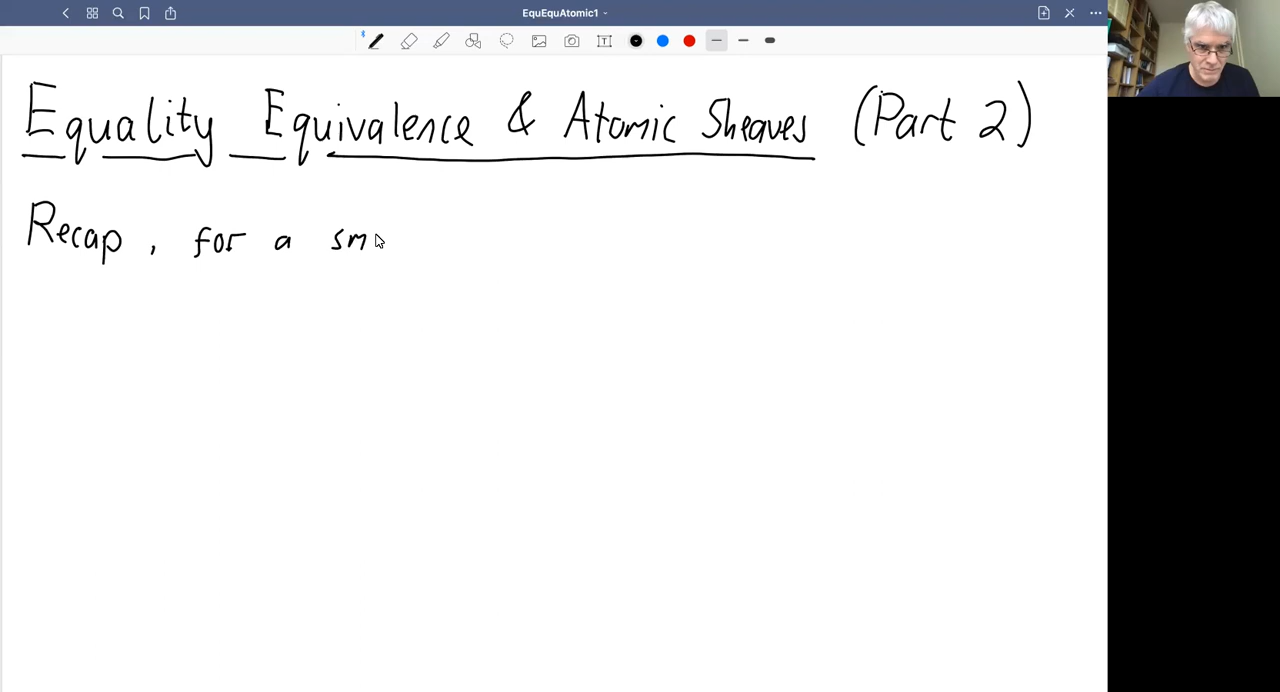 EquEquAtomic1
Equality Equivalence & Atomic Sheaves (Part 2)
Recap, for a sm